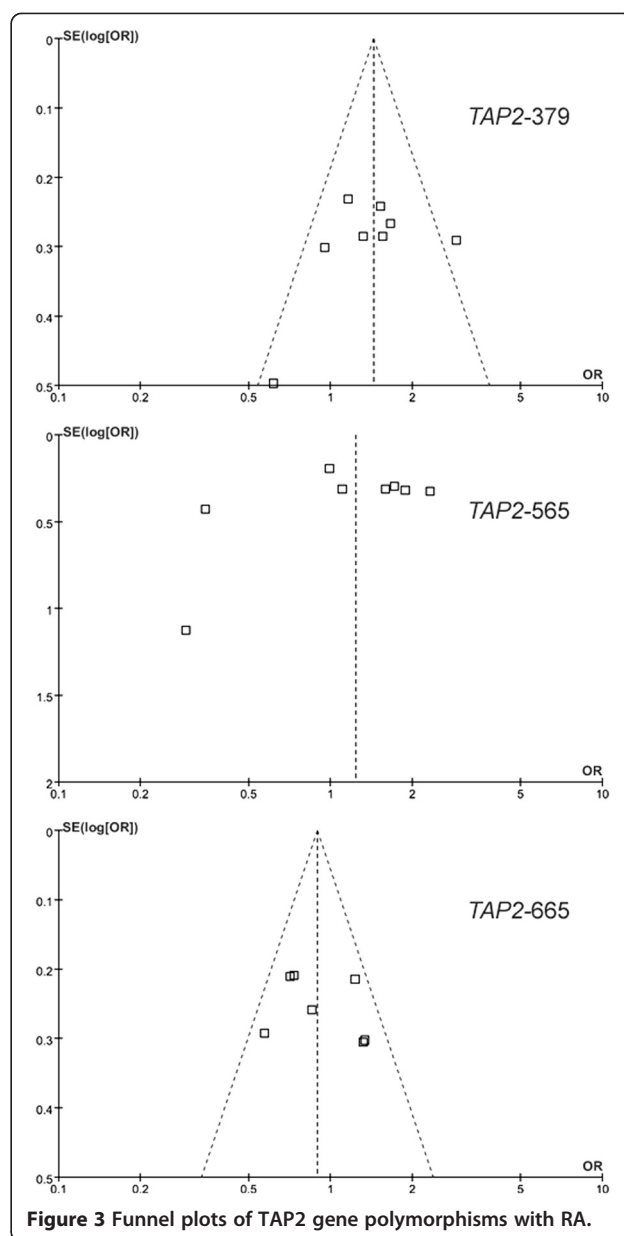 SE(log[OR])
0
0.1
TAP2-379
0.2
0.3
0.4
OR
0.5
0.1 0.2 0.5 1 2 5 10
SE(log[OR])
0
TAP2-565
0.5
1
1.5
OR
2
0.1 0.2 0.5 1 2 5 10
SE(log[OR])
0
TAP2-665
0.1
0.2
0.3
0.4
OR
0.5
0.1 0.2 0.5 1 2 5 10
Figure 3 Funnel plots of TAP2 gene polymorphisms with RA.